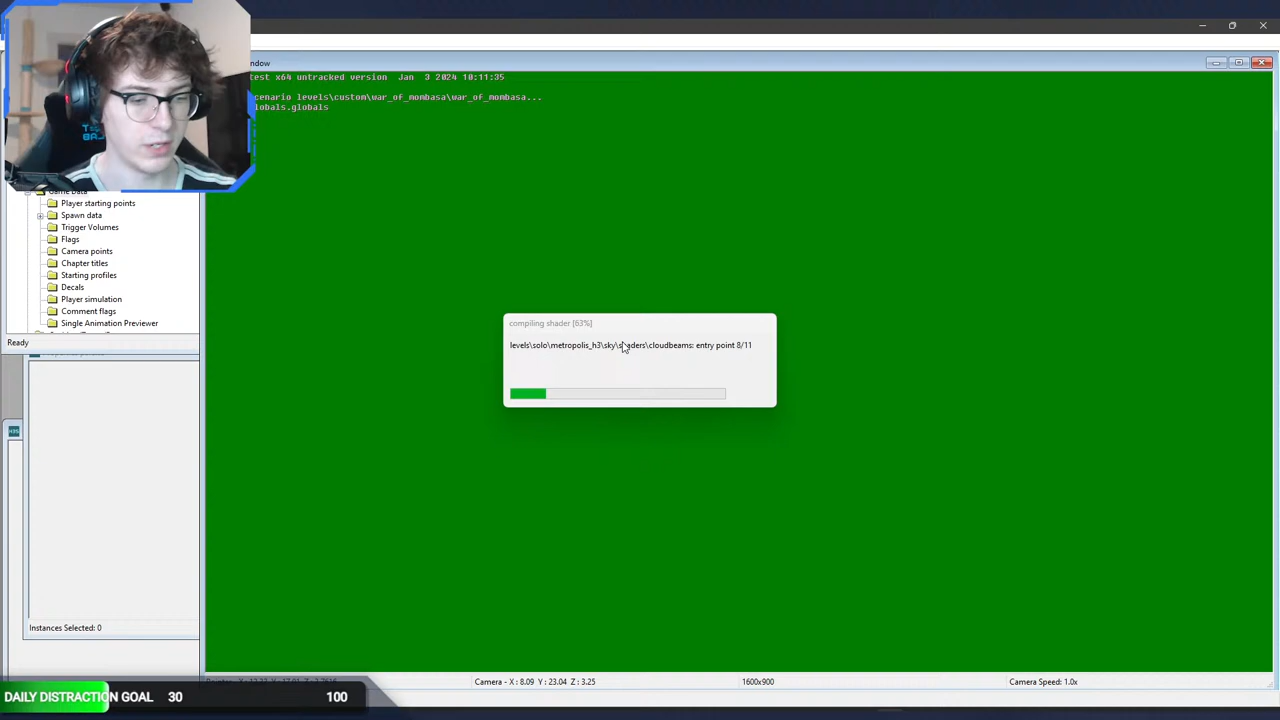 ndow
test x64 untracked version Jan 3 2024 10:11:35
cenario levels\custom\war_of_mombasa\war_of_mombasa...
lobals.globals
Game Data
Player starting points
Spawn data
Trigger Volumes
Flags
Camera points
Chapter titles
Starting profiles
Decals
Player simulation
Comment flags
Single Animation Previewer
Ready
compiling shader [63%]
levels\solo\metropolis_h3\sky\shaders\cloudbeams: entry point 8/11
Instances Selected: 0
Camera - X : 8.09 Y : 23.04 Z : 3.25
1600x900
Camera Speed: 1.0x
DAILY DISTRACTION GOAL 30 100